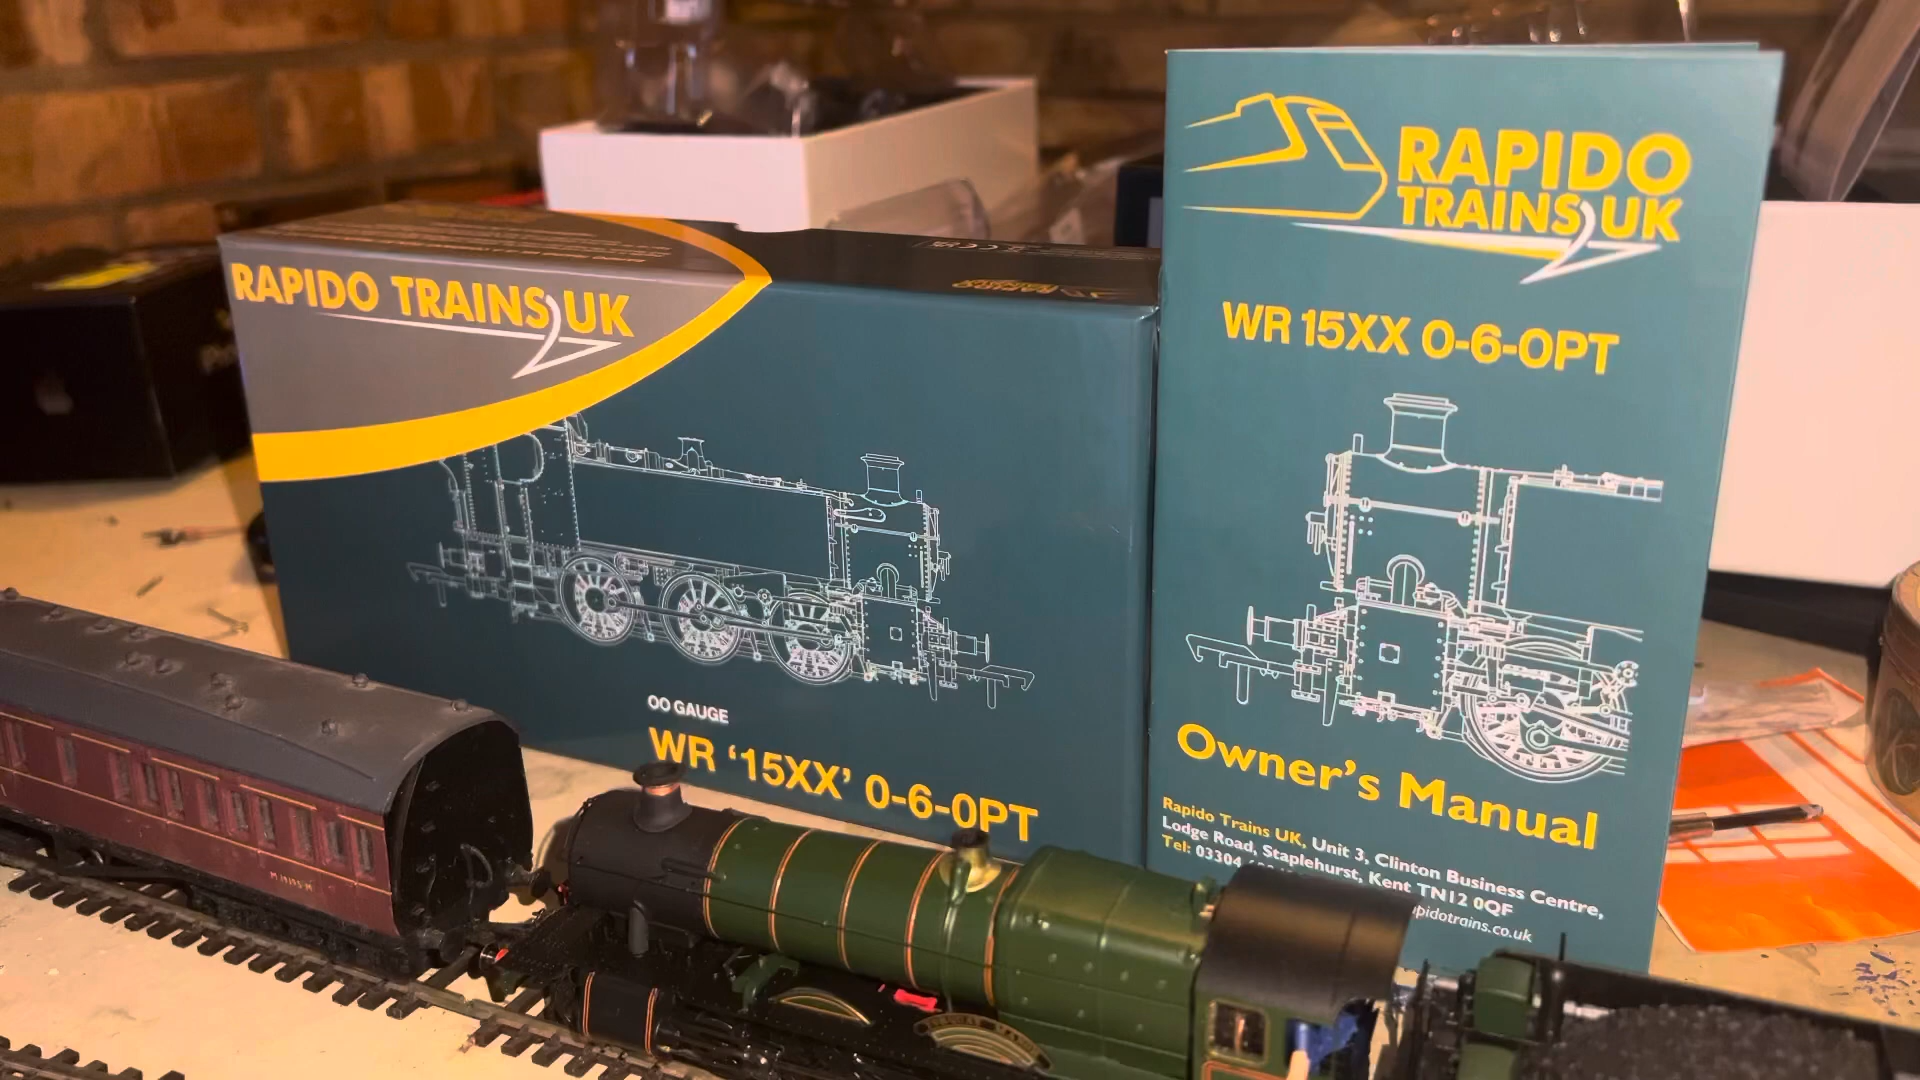 RAPIDO TRAINS UK
OO GAUGE
WR ‘15XX’ 0-6-0PT
RAPIDO
TRAINS UK
WR 15XX 0-6-0PT
Owner's Manual
Rapido Trains UK, Unit 3, Clinton Business Centre,
Lodge Road, Staplehurst, Kent TN12 0QF
Tel: 03304
pidotrains.co.uk